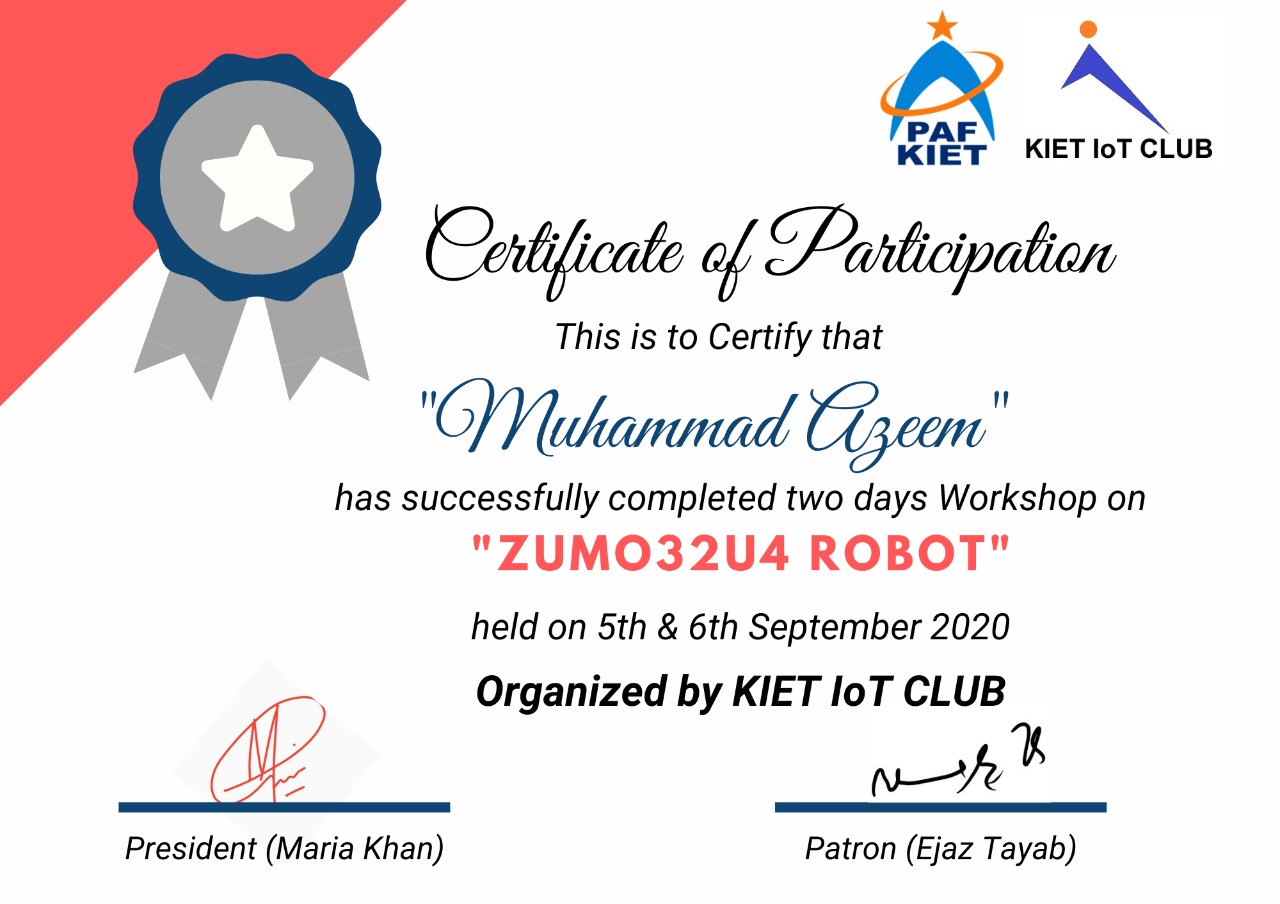 PAF
KIET
KIET IoT CLUB
Certificate of Participation
This is to Certify that
"Muhammad Azeem"
has successfully completed two days Workshop on
"ZUMO32U4 ROBOT"
held on 5th & 6th September 2020
Organized by KIET IoT CLUB
President (Maria Khan)
Patron (Ejaz Tayab)